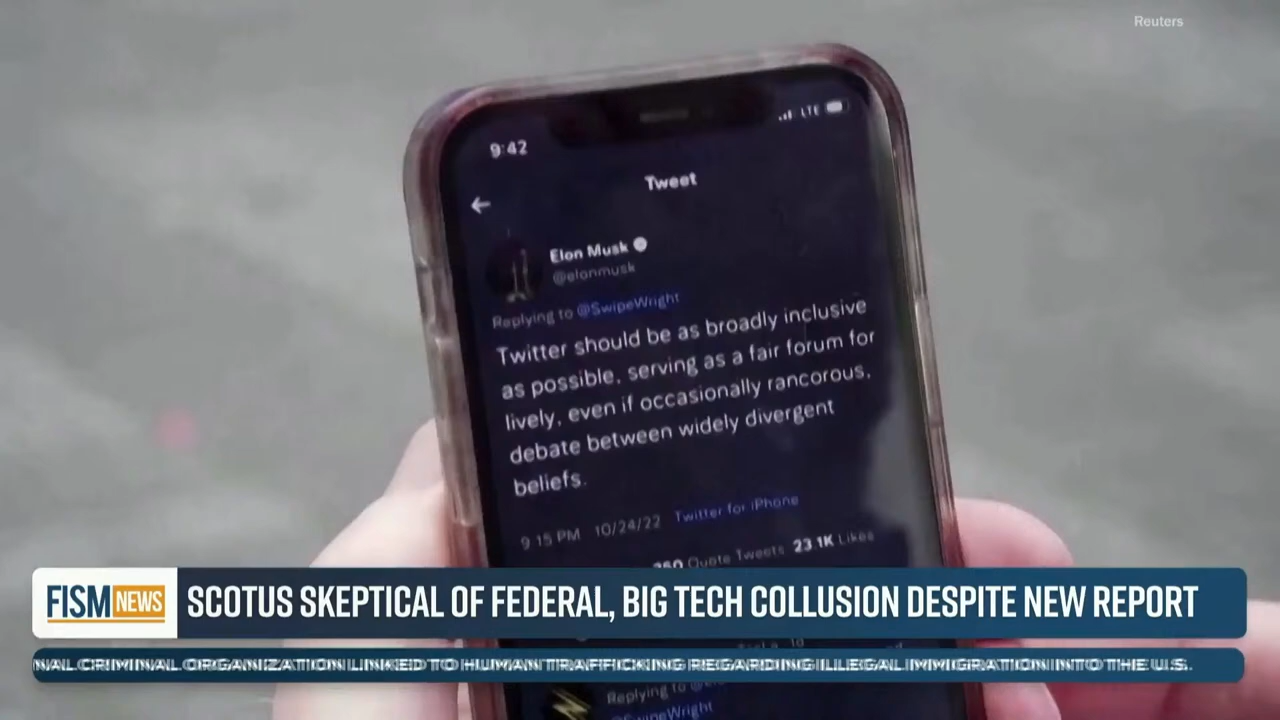 Reuters
9:42
LTE
Tweet
Elon Musk
@elonmusk
Replying to @SwipeWright
Twitter should be as broadly inclusive
as possible, serving as a fair forum for
lively, even if occasionally rancorous,
debate between widely divergent
beliefs.
9:15 PM 10/24/22 Twitter for iPhone
Quote Tweets 23.1K Likes
FISM NEWS
SCOTUS SKEPTICAL OF FEDERAL, BIG TECH COLLUSION DESPITE NEW REPORT
NAL CRIMINAL ORGANIZATION LINKED TO HUMAN TRAFFICKING REGARDING ILLEGAL IMMIGRATION INTO THE U.S.
Replying to
@SwipeWright